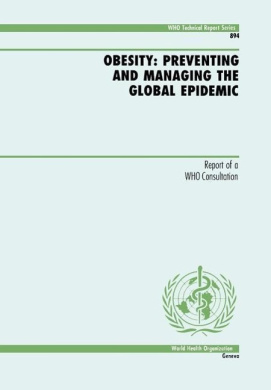 WHO Technical Report Series
894
OBESITY: PREVENTING
AND MANAGING THE
GLOBAL EPIDEMIC
Report of a
WHO Consultation
World Health Organization
Geneva